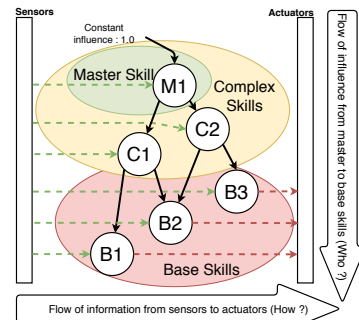 Sensors
Actuators
Constant
influence : 1.0
Master Skill
M1
Complex
Skills
C2
C1
B3
B2
B1
Base Skills
Flow of influence from master
to base skills (Who ?)
Flow of information from sensors to actuators (How ?)